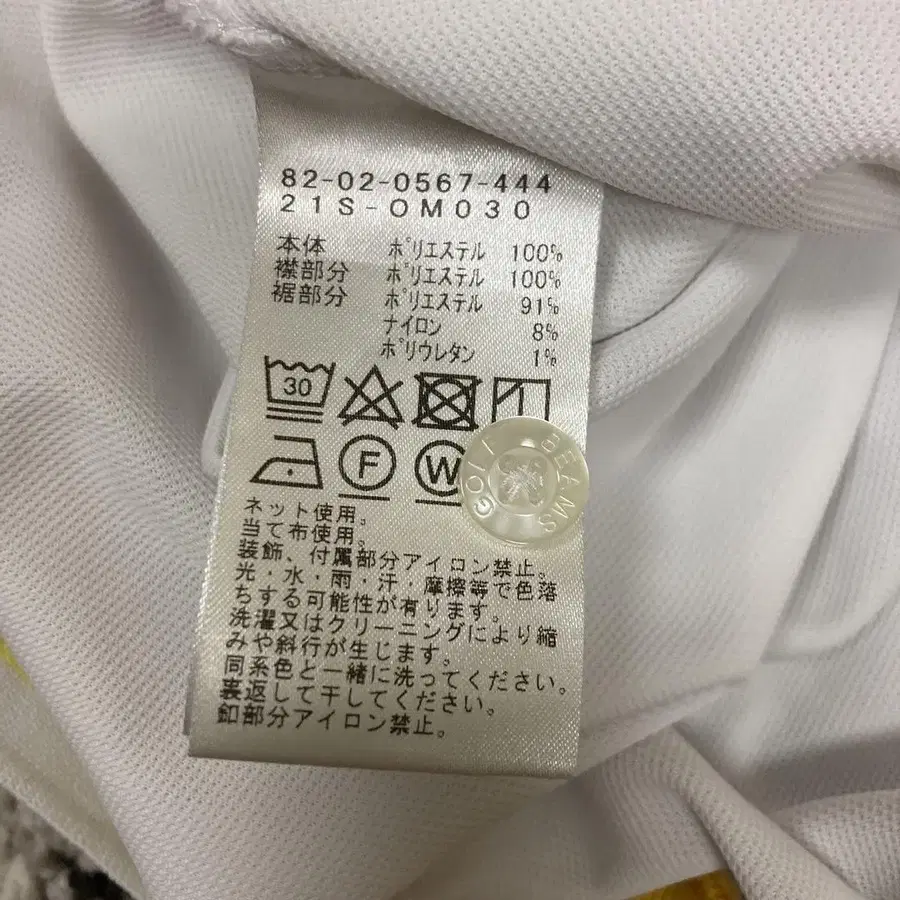 82-02-0567-444
21S-OM030
本体 ポリエステル 100%
襟部分 ポリエステル 100%
裾部分 ポリエステル 91%
ナイロン 8%
ポリウレタン 1%
30
F
W
BEAMS GOLF
ネット使用。
当て布使用。
装飾、付属部分アイロン禁止。
光・水・雨・汗・摩擦等で色落
ちする可能性が有ります。
洗濯又はクリーニングにより縮
みや斜行が生じます。
同系色と一緒に洗ってください。
裏返して干してください。
釦部分アイロン禁止。